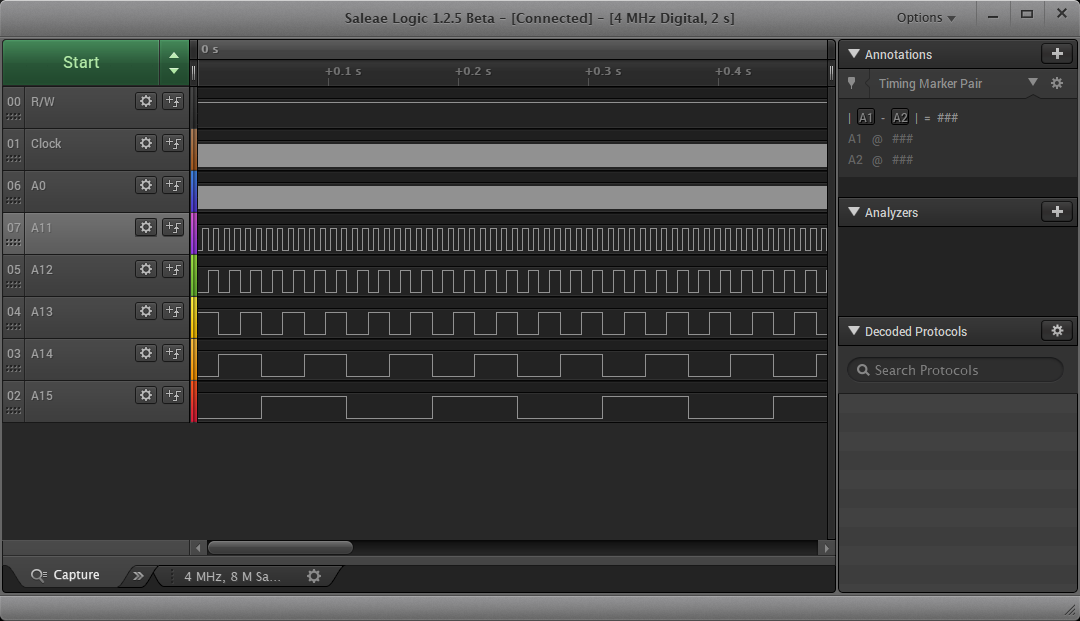 Saleae Logic 1.2.5 Beta - [Connected] - [4 MHz Digital, 2 s]
Options
Start
0 s
+0.1 s
+0.2 s
+0.3 s
+0.4 s
00 R/W
01 Clock
06 A0
07 A11
05 A12
04 A13
03 A14
02 A15
Annotations
Timing Marker Pair
| A1 - A2 | = ###
A1 @ ###
A2 @ ###
Analyzers
Decoded Protocols
Search Protocols
Capture
4 MHz, 8 M Sa...